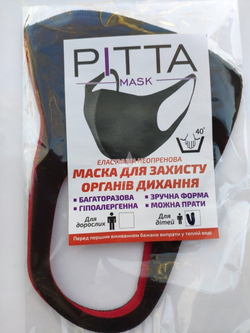 PITTA
MASK
40°
ЕЛАСТИЧНА НЕОПРЕНОВА
МАСКА ДЛЯ ЗАХИСТУ
ОРГАНІВ ДИХАННЯ
• БАГАТОРАЗОВА • ЗРУЧНА ФОРМА
• ГІПОАЛЕРГЕННА • МОЖНА ПРАТИ
Для дорослих Для дітей
Перед першим вживанням бажано випрати у теплій воді